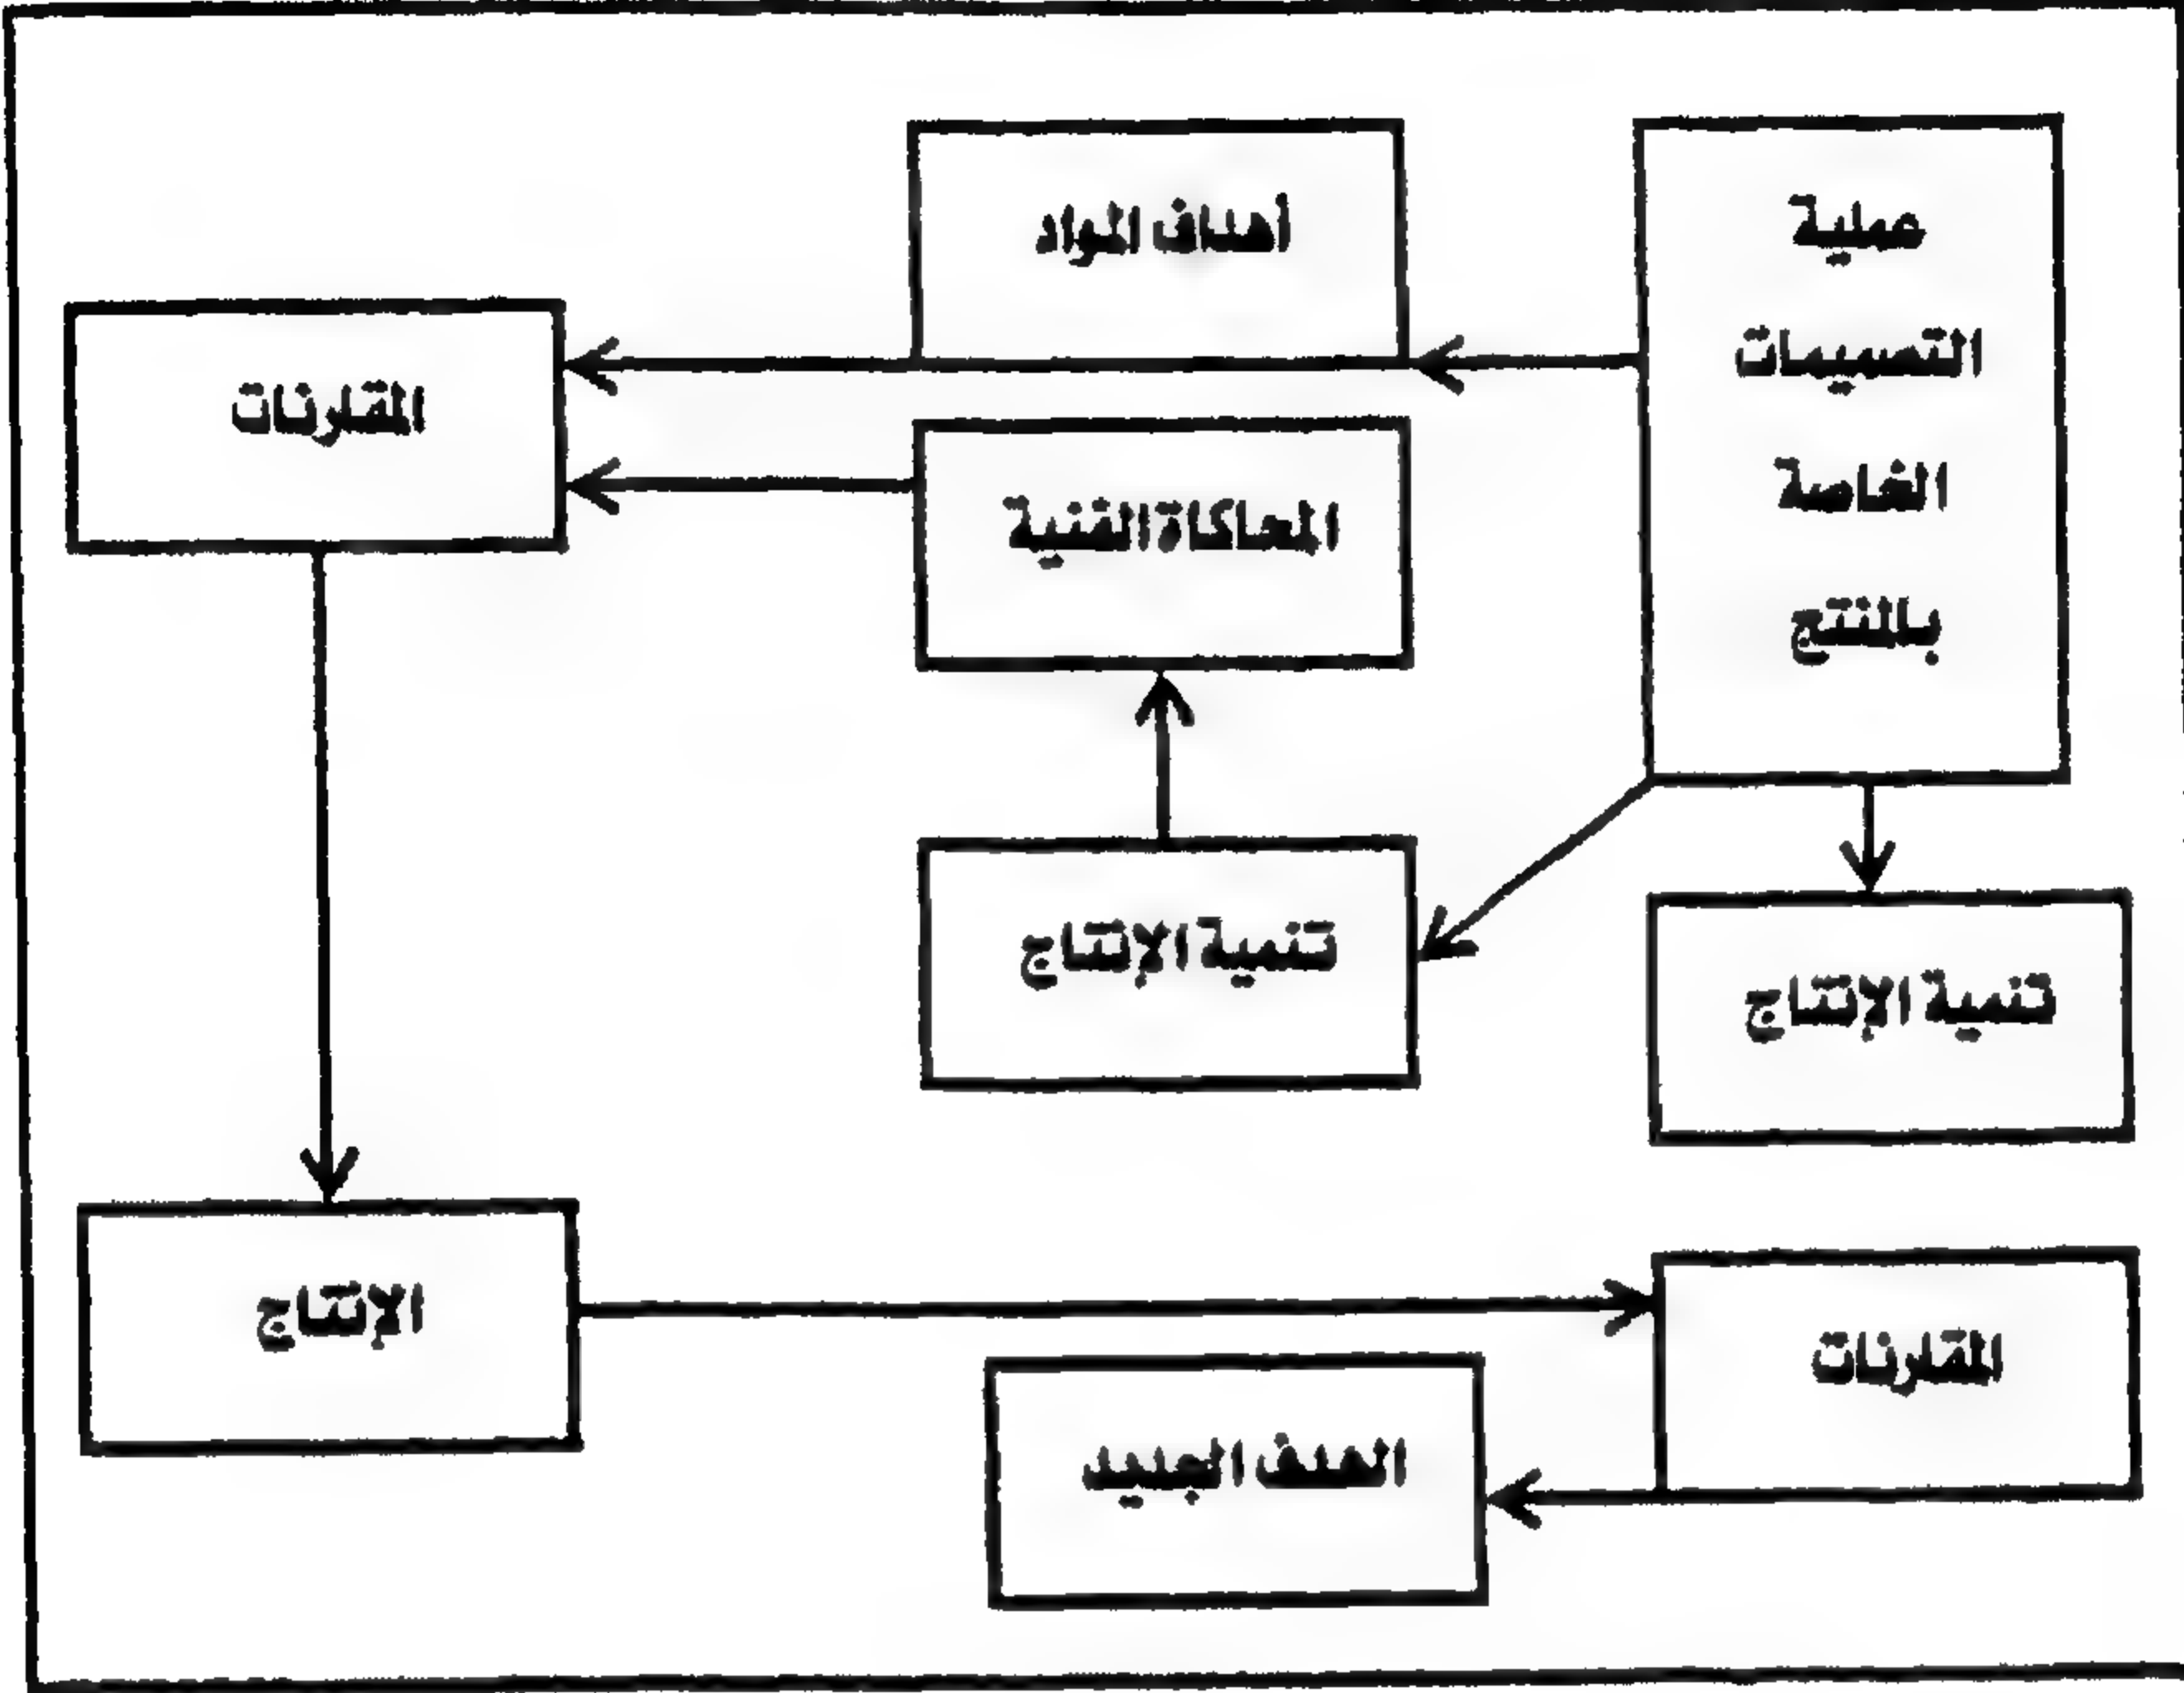 عملية
التصميمات
الخاصة
بالمنتج
أهداف المواد
المقارنات
المحاكاة الفنية
تنمية الإنتاج
تنمية الإنتاج
الإنتاج
المقارنات
الهدف الجديد